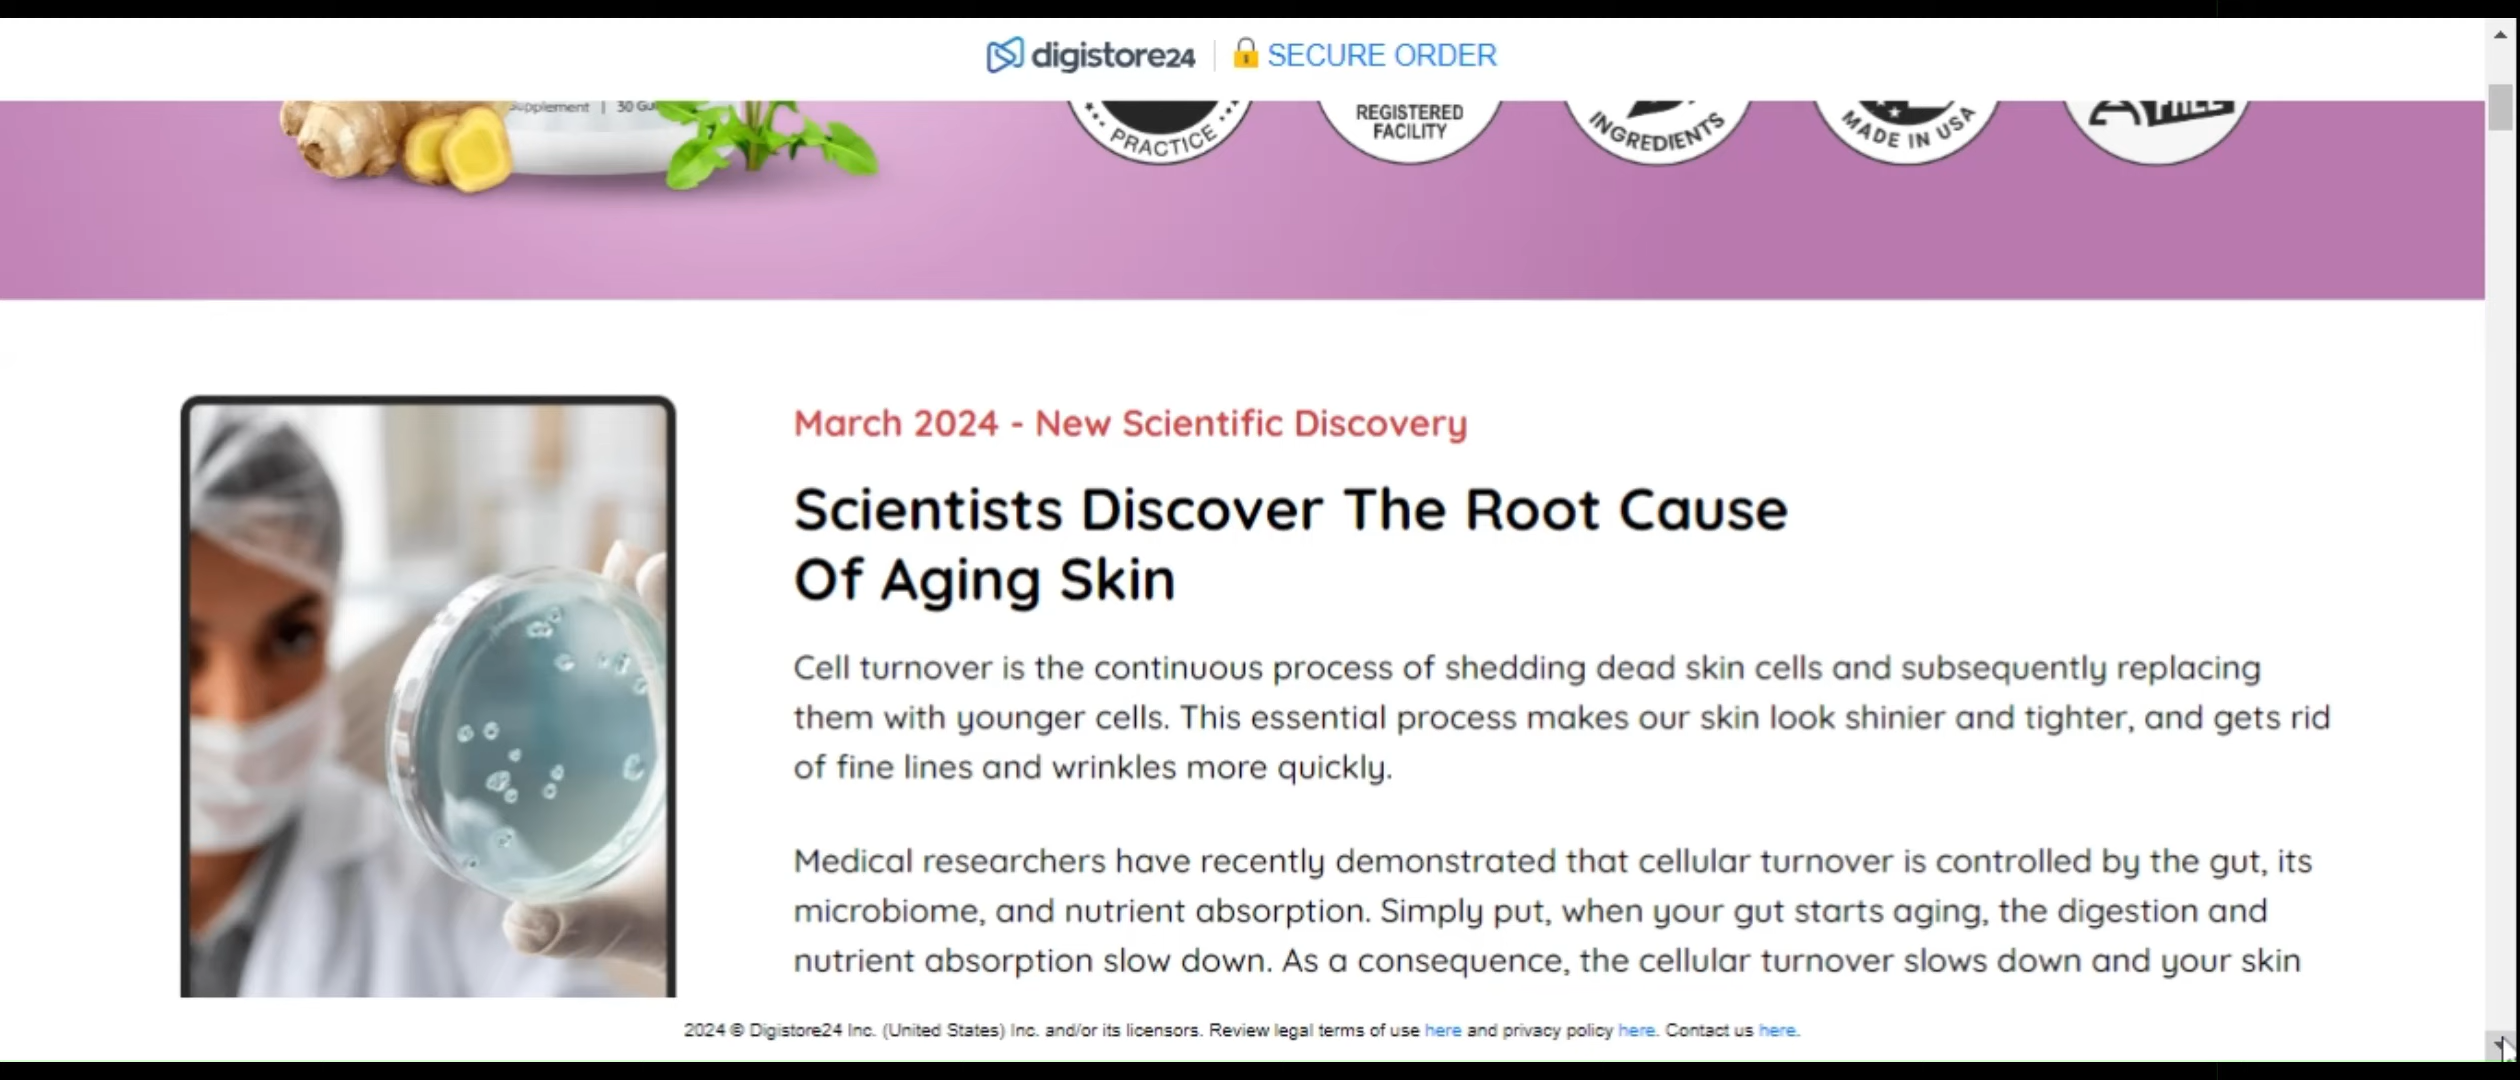 digistore24 SECURE ORDER
Supplement | 30
PRACTICE
REGISTERED
FACILITY
INGREDIENTS
MADE IN USA
FREE
March 2024 - New Scientific Discovery
Scientists Discover The Root Cause
Of Aging Skin
Cell turnover is the continuous process of shedding dead skin cells and subsequently replacing
them with younger cells. This essential process makes our skin look shinier and tighter, and gets rid
of fine lines and wrinkles more quickly.
Medical researchers have recently demonstrated that cellular turnover is controlled by the gut, its
microbiome, and nutrient absorption. Simply put, when your gut starts aging, the digestion and
nutrient absorption slow down. As a consequence, the cellular turnover slows down and your skin
2024 © Digistore24 Inc. (United States) Inc. and/or its licensors. Review legal terms of use here and privacy policy here. Contact us here.